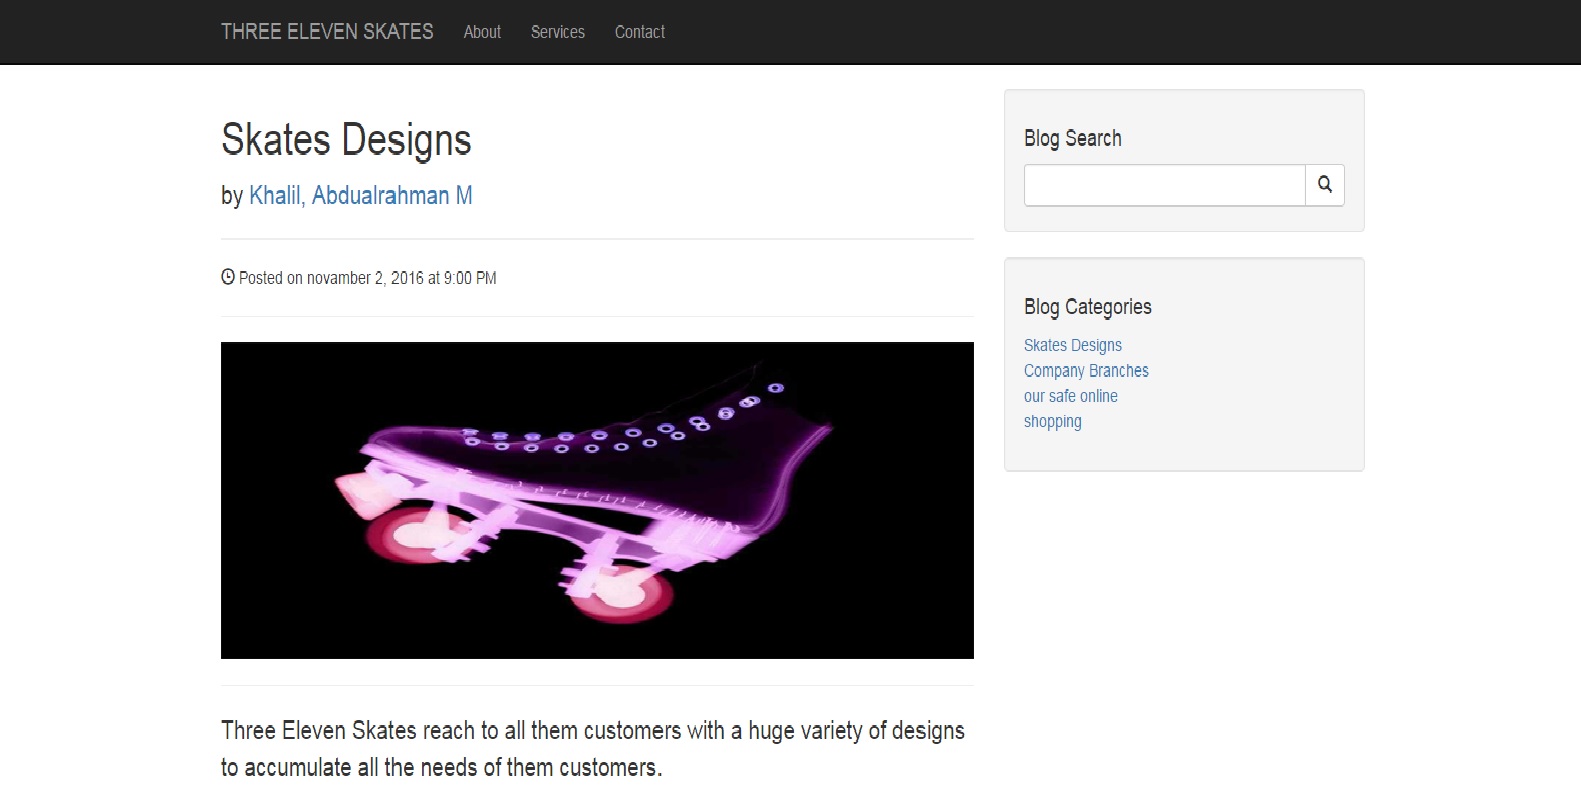 THREE ELEVEN SKATES About Services Contact
Skates Designs
by Khalil, Abdualrahman M
Posted on novamber 2, 2016 at 9:00 PM
Three Eleven Skates reach to all them customers with a huge variety of designs
to accumulate all the needs of them customers.
Blog Search
Blog Categories
Skates Designs
Company Branches
our safe online
shopping